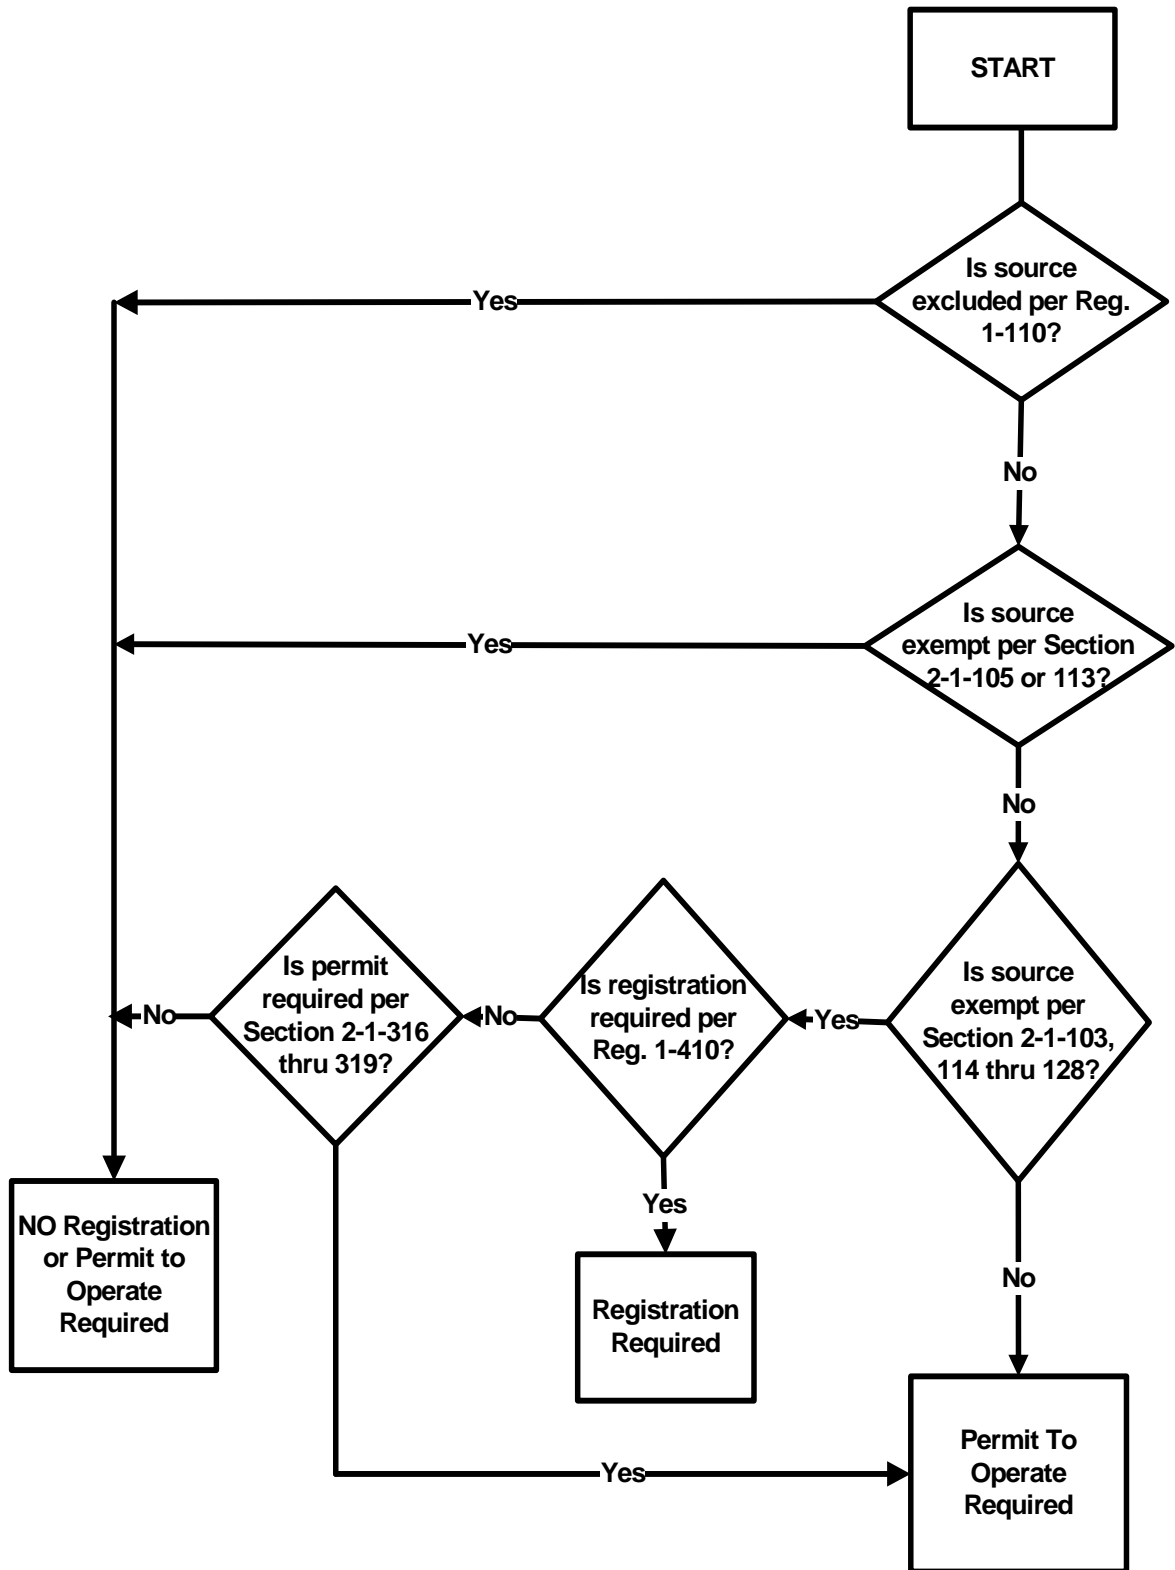 START
Is source
excluded per Reg.
1-110?
Yes
No
Is source
exempt per Section
2-1-105 or 113?
Yes
No
Is source
exempt per
Section 2-1-103,
114 thru 128?
Yes
Is registration
required per
Reg. 1-410?
No
Is permit
required per
Section 2-1-316
thru 319?
No
NO Registration
or Permit to
Operate
Required
Yes
Registration
Required
No
Yes
Permit To
Operate
Required